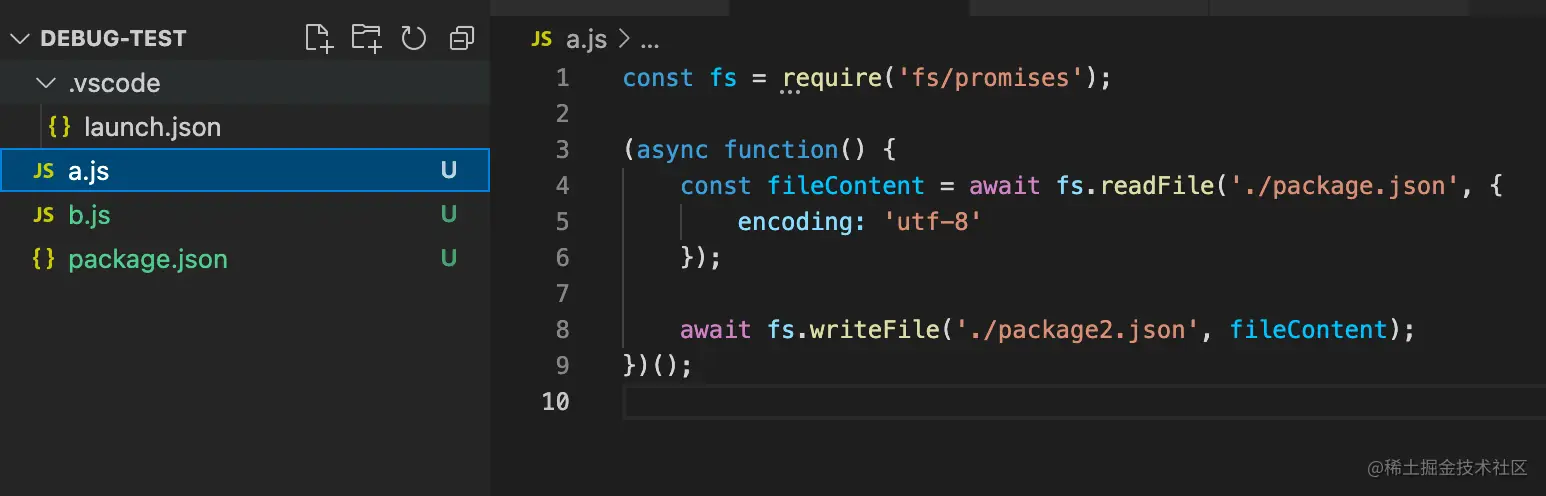 DEBUG-TEST
.vscode
{} launch.json
JS a.js U
JS b.js U
{} package.json U
JS a.js > ...
1 const fs = require('fs/promises');
2
3 (async function() {
4     const fileContent = await fs.readFile('./package.json', {
5         encoding: 'utf-8'
6     });
7
8     await fs.writeFile('./package2.json', fileContent);
9 })();
10
@稀土掘金技术社区